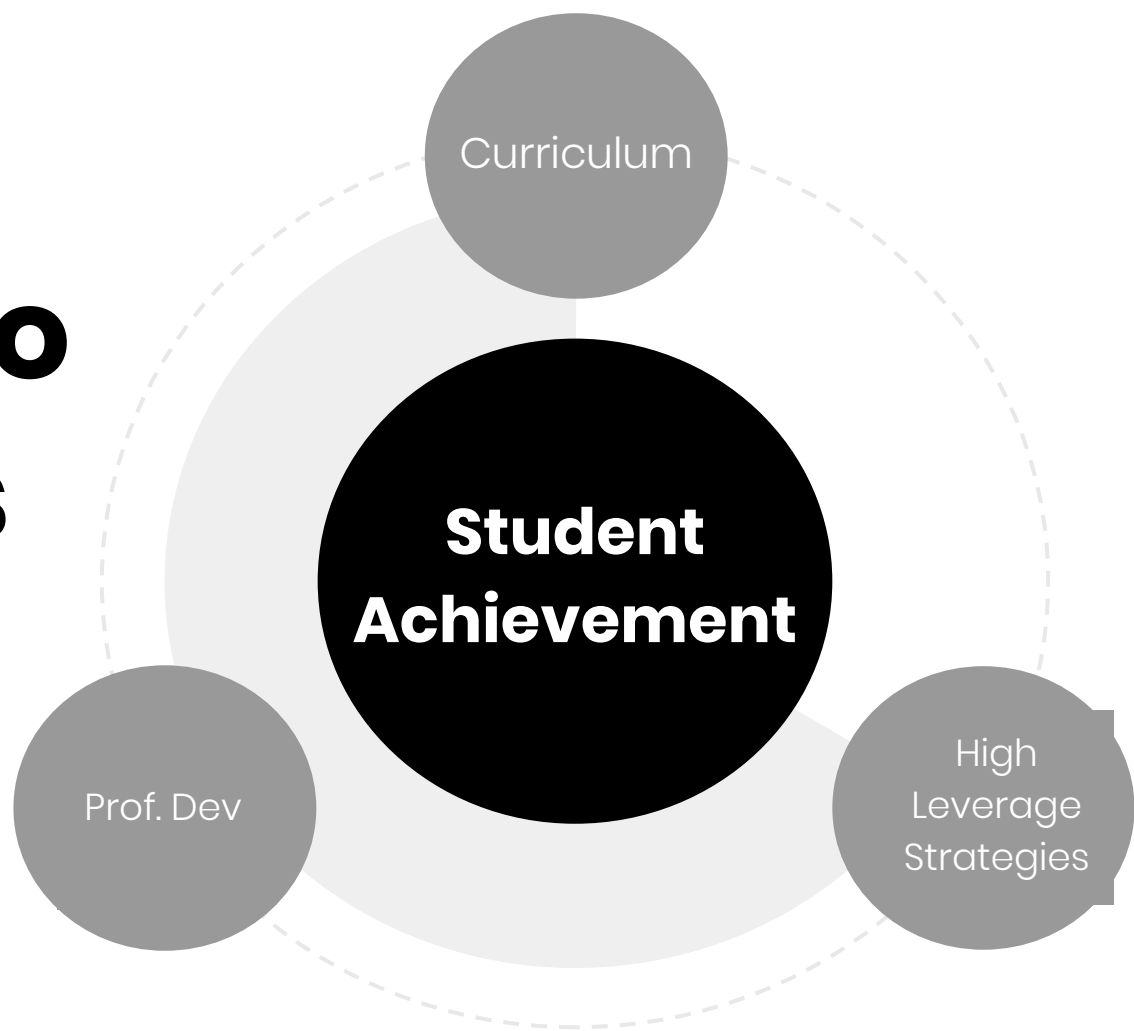 Curriculum
Student
Achievement
Prof. Dev
High
Leverage
Strategies